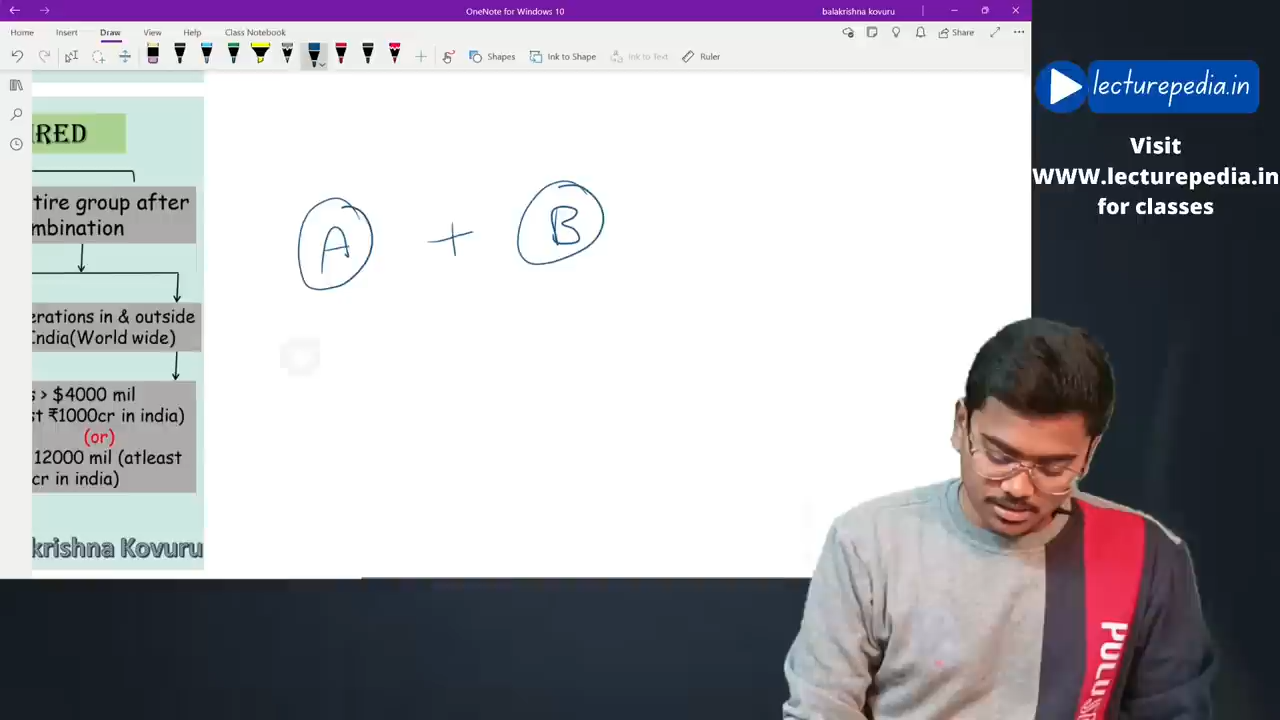 OneNote for Windows 10
balakrishna kovuru
Home Insert Draw View Help Class Notebook
Share
Shapes Ink to Shape Ink to Text Ruler
IRED
tire group after
mbination
erations in & outside
India(World wide)
s > $4000 mil
st ₹1000cr in india)
(or)
12000 mil (atleast
cr in india)
krishna Kovuru
A + B
lecturepedia.in
Visit
WWW.lecturepedia.in
for classes